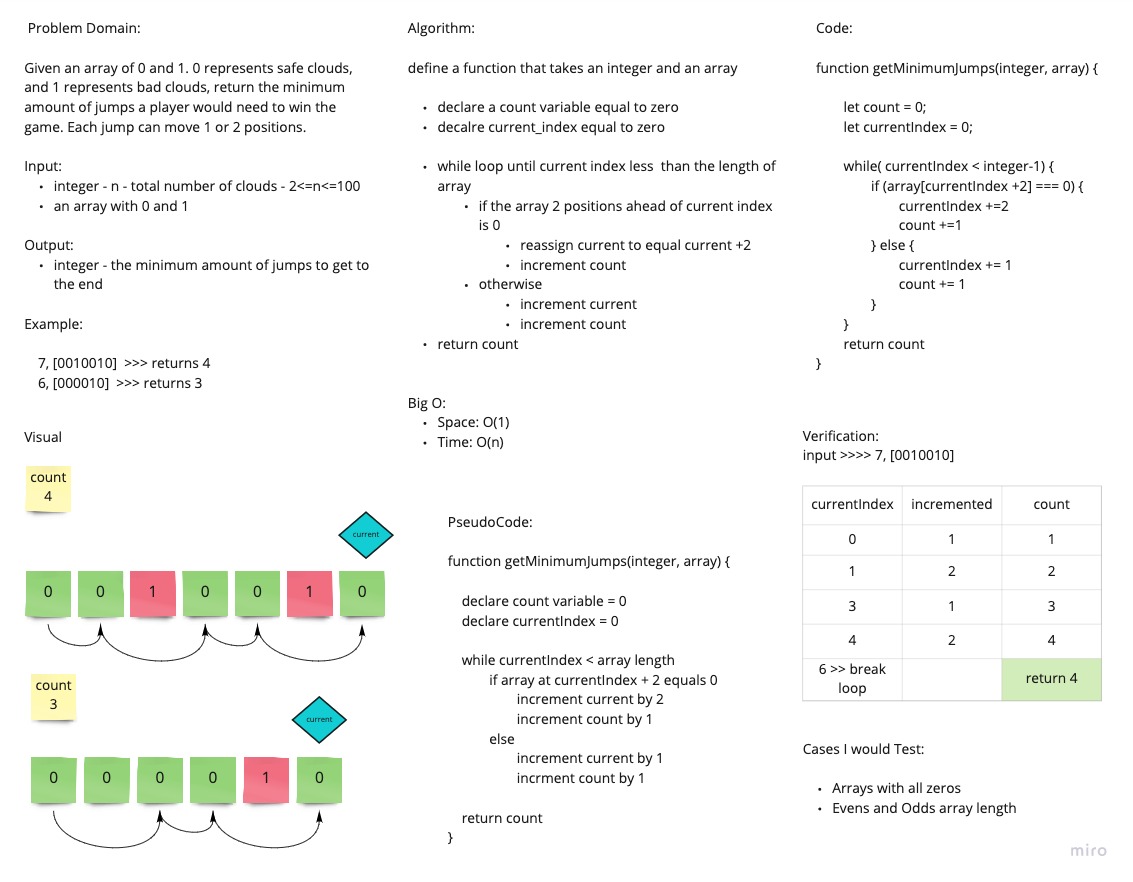 Problem Domain:
Given an array of 0 and 1. 0 represents safe clouds,
and 1 represents bad clouds, return the minimum
amount of jumps a player would need to win the
game. Each jump can move 1 or 2 positions.
Input:
• integer - n - total number of clouds - 2<=n<=100
• an array with 0 and 1
Output:
• integer - the minimum amount of jumps to get to
the end
Example:
7, [0010010] >>> returns 4
6, [000010] >>> returns 3
Visual
count
4
current
0 0 1 0 0 1 0
count
3
current
0 0 0 0 1 0
Algorithm:
define a function that takes an integer and an array
• declare a count variable equal to zero
• decalre current_index equal to zero
• while loop until current index less than the length of
array
• if the array 2 positions ahead of current index
is 0
• reassign current to equal current +2
• increment count
• otherwise
• increment current
• increment count
• return count
Big O:
• Space: O(1)
• Time: O(n)
PseudoCode:
function getMinimumJumps(integer, array) {
declare count variable = 0
declare currentIndex = 0
while currentIndex < array length
if array at currentIndex + 2 equals 0
increment current by 2
increment count by 1
else
increment current by 1
incrment count by 1
return count
}
Code:
function getMinimumJumps(integer, array) {
let count = 0;
let currentIndex = 0;
while( currentIndex < integer-1) {
if (array[currentIndex +2] === 0) {
currentIndex +=2
count +=1
} else {
currentIndex += 1
count += 1
}
}
return count
}
Verification:
input >>>> 7, [0010010]
currentIndex incremented count
0 1 1
1 2 2
3 1 3
4 2 4
6 >> break
loop
return 4
Cases I would Test:
• Arrays with all zeros
• Evens and Odds array length
miro